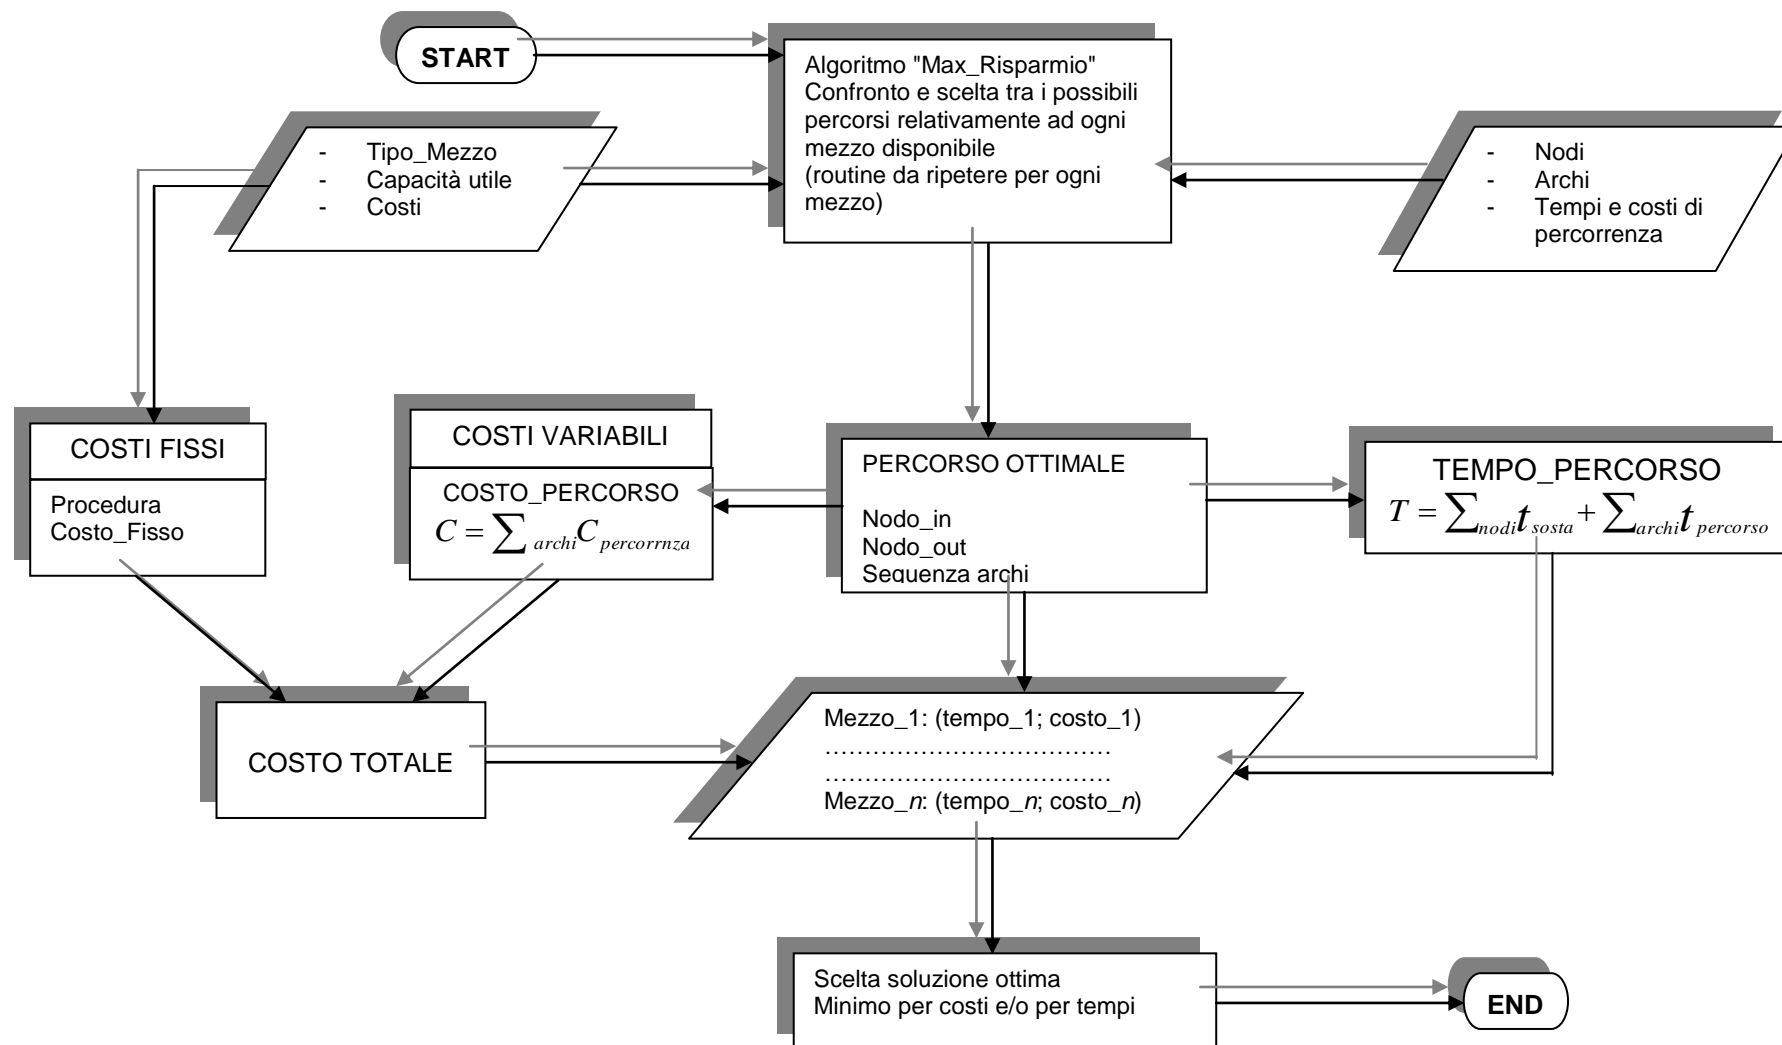 START
Algoritmo "Max_Risparmio"
Confronto e scelta tra i possibili
percorsi relativamente ad ogni
mezzo disponibile
(routine da ripetere per ogni
mezzo)
- Tipo_Mezzo
- Capacità utile
- Costi
- Nodi
- Archi
- Tempi e costi di
percorrenza
COSTI FISSI
Procedura
Costo_Fisso
COSTI VARIABILI
COSTO_PERCORSO
C = ∑ archi C percorrnza
PERCORSO OTTIMALE
Nodo_in
Nodo_out
Sequenza archi
TEMPO_PERCORSO
T = ∑ nodi t sosta + ∑ archi t percorso
COSTO TOTALE
Mezzo_1: (tempo_1; costo_1)
………………………………
………………………………
Mezzo_n: (tempo_n; costo_n)
Scelta soluzione ottima
Minimo per costi e/o per tempi
END